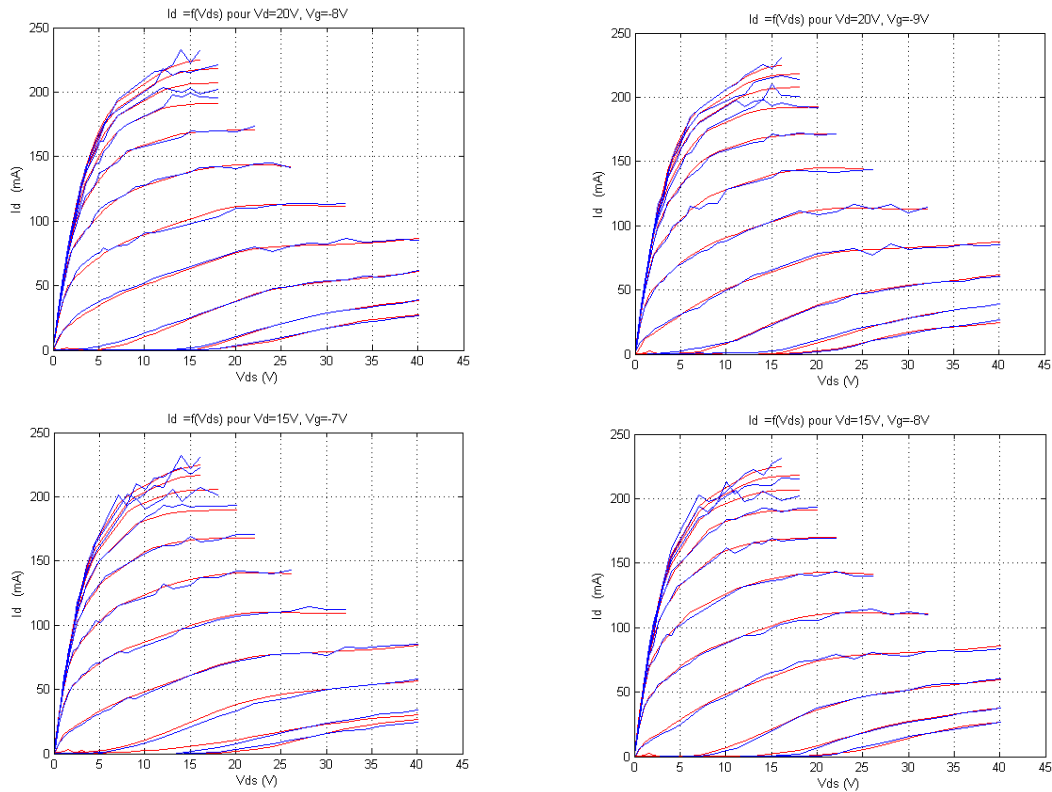 Id =f(Vds) pour Vd=20V, Vg=-8V
250
200
150
100
50
0
Id (mA)
0 5 10 15 20 25 30 35 40 45
Vds (V)
Id =f(Vds) pour Vd=20V, Vg=-9V
250
200
150
100
50
0
Id (mA)
0 5 10 15 20 25 30 35 40 45
Vds (V)
Id =f(Vds) pour Vd=15V, Vg=-7V
250
200
150
100
50
0
Id (mA)
0 5 10 15 20 25 30 35 40 45
Vds (V)
Id =f(Vds) pour Vd=15V, Vg=-8V
250
200
150
100
50
0
Id (mA)
0 5 10 15 20 25 30 35 40 45
Vds (V)